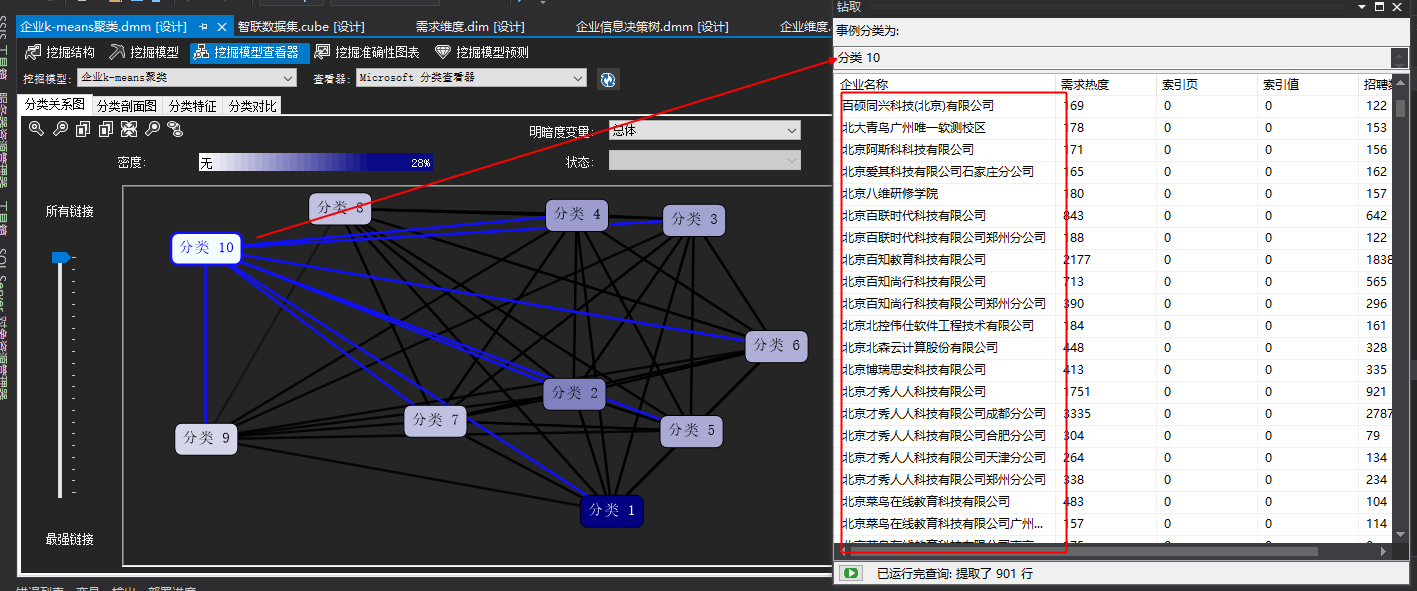 钻取
企业k-means聚类.dmm [设计]
智联数据集.cube [设计]
需求维度.dim [设计]
企业信息决策树.dmm [设计]
企业维度.
事例分类为:
挖掘结构
挖掘模型
挖掘模型查看器
挖掘准确性图表
挖掘模型预测
分类 10
挖掘模型:
企业k-means聚类
查看器:
Microsoft 分类查看器
企业名称 需求热度 索引页 索引值
分类关系图 分类剖面图 分类特征 分类对比
明暗度变量:
总体
密度:
无
28%
状态:
所有链接
最强链接
分类 8
分类 4
分类 3
分类 10
分类 6
分类 2
分类 7
分类 5
分类 9
分类 1
百硕同兴科技(北京)有限公司 169 0 0 122
北大青鸟广州唯一软测校区 178 0 0 153
北京阿斯科科技有限公司 171 0 0 156
北京爱其科技有限公司石家庄分公司 165 0 0 162
北京八维研修学院 180 0 0 157
北京百联时代科技有限公司 843 0 0 642
北京百联时代科技有限公司郑州分公司 188 0 0 122
北京百知教育科技有限公司 2177 0 0 1838
北京百知尚行科技有限公司 713 0 0 565
北京百知尚行科技有限公司郑州分公司 390 0 0 296
北京北控伟仕软件工程技术有限公司 184 0 0 161
北京北森云计算股份有限公司 448 0 0 328
北京博瑞思安科技有限公司 413 0 0 335
北京才秀人人科技有限公司 1751 0 0 921
北京才秀人人科技有限公司成都分公司 3335 0 0 2787
北京才秀人人科技有限公司合肥分公司 304 0 0 79
北京才秀人人科技有限公司天津分公司 264 0 0 134
北京才秀人人科技有限公司郑州分公司 338 0 0 234
北京菜鸟在线教育科技有限公司 483 0 0 104
北京菜鸟在线教育科技有限公司广州... 157 0 0 114
已运行完查询: 提取了 901 行